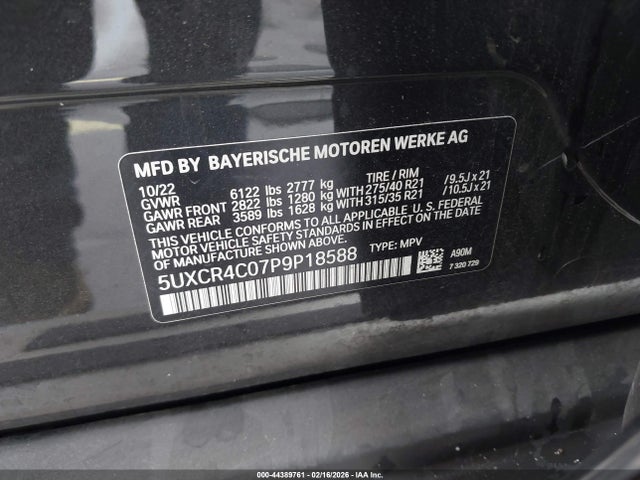 MFD BY BAYERISCHE MOTOREN WERKE AG
10/22 TIRE / RIM
GVWR 6122 lbs 2777 kg
GAWR FRONT 2822 lbs 1280 kg WITH 275/40 R21 / 9.5J x 21
GAWR REAR 3589 lbs 1628 kg WITH 315/35 R21 / 10.5J x 21
THIS VEHICLE CONFORMS TO ALL APPLICABLE U. S. FEDERAL
MOTOR VEHICLE SAFETY STANDARDS IN EFFECT ON THE DATE
OF MANUFACTURE SHOWN ABOVE.
5UXCR4C07P9P18588 TYPE: MPV A90M
7 320 729
000-44389761 - 02/16/2026 - IAA Inc.